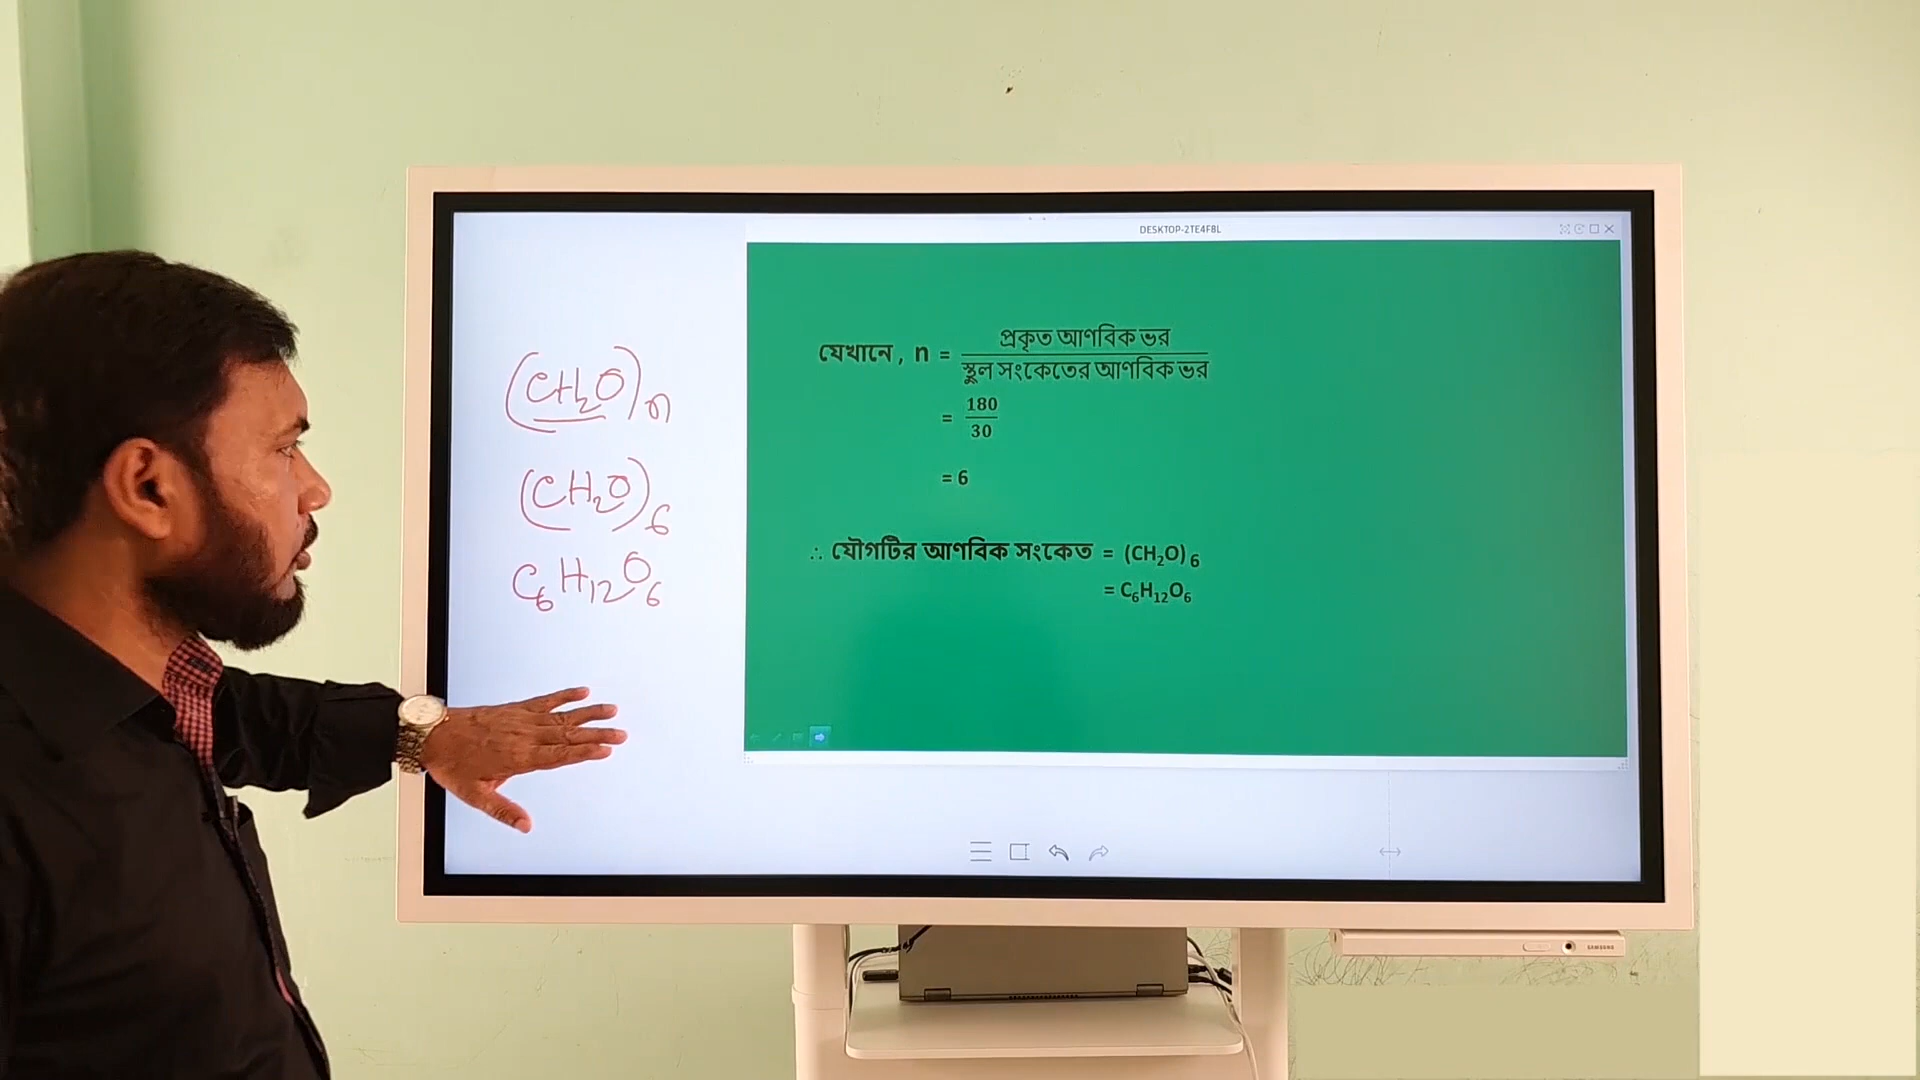 DESKTOP-2TE4F8L
(CH₂O)n
(CH₂O)₆
C₆H₁₂O₆
যেখানে, n = প্রকৃত আণবিক ভর / স্থুল সংকেতের আণবিক ভর
= 180 / 30
= 6
∴ যৌগটির আণবিক সংকেত = (CH₂O)₆
= C₆H₁₂O₆
SAMSUNG